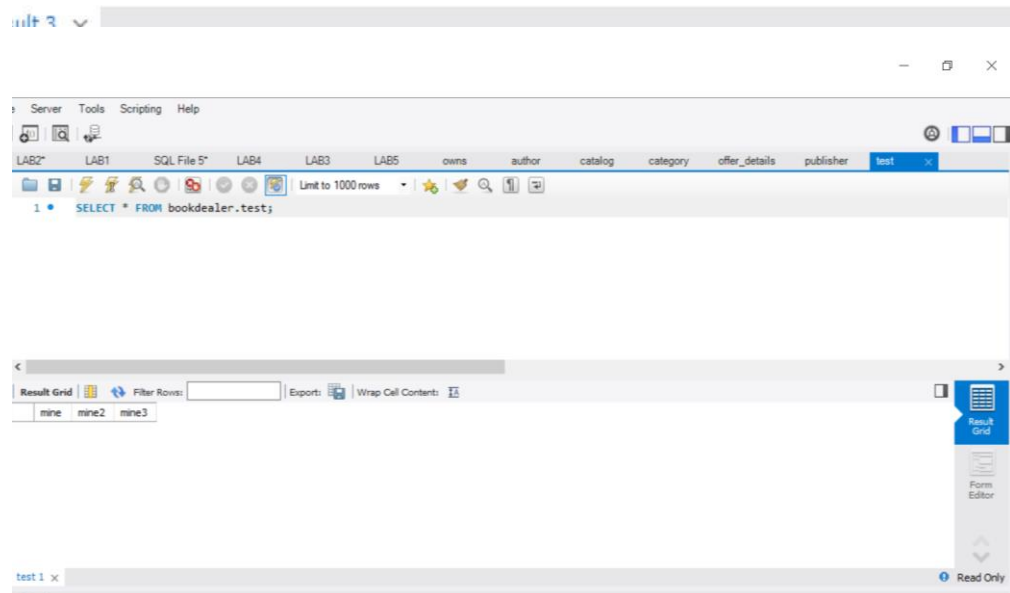 ult 3
Server Tools Scripting Help
LAB2* LAB1 SQL File 5* LAB4 LAB3 LAB5 owns author catalog category offer_details publisher test
Limit to 1000 rows
1 SELECT * FROM bookdealer.test;
Result Grid Filter Rows: Export: Wrap Cell Content:
mine mine2 mine3
Result
Grid
Form
Editor
test 1
Read Only